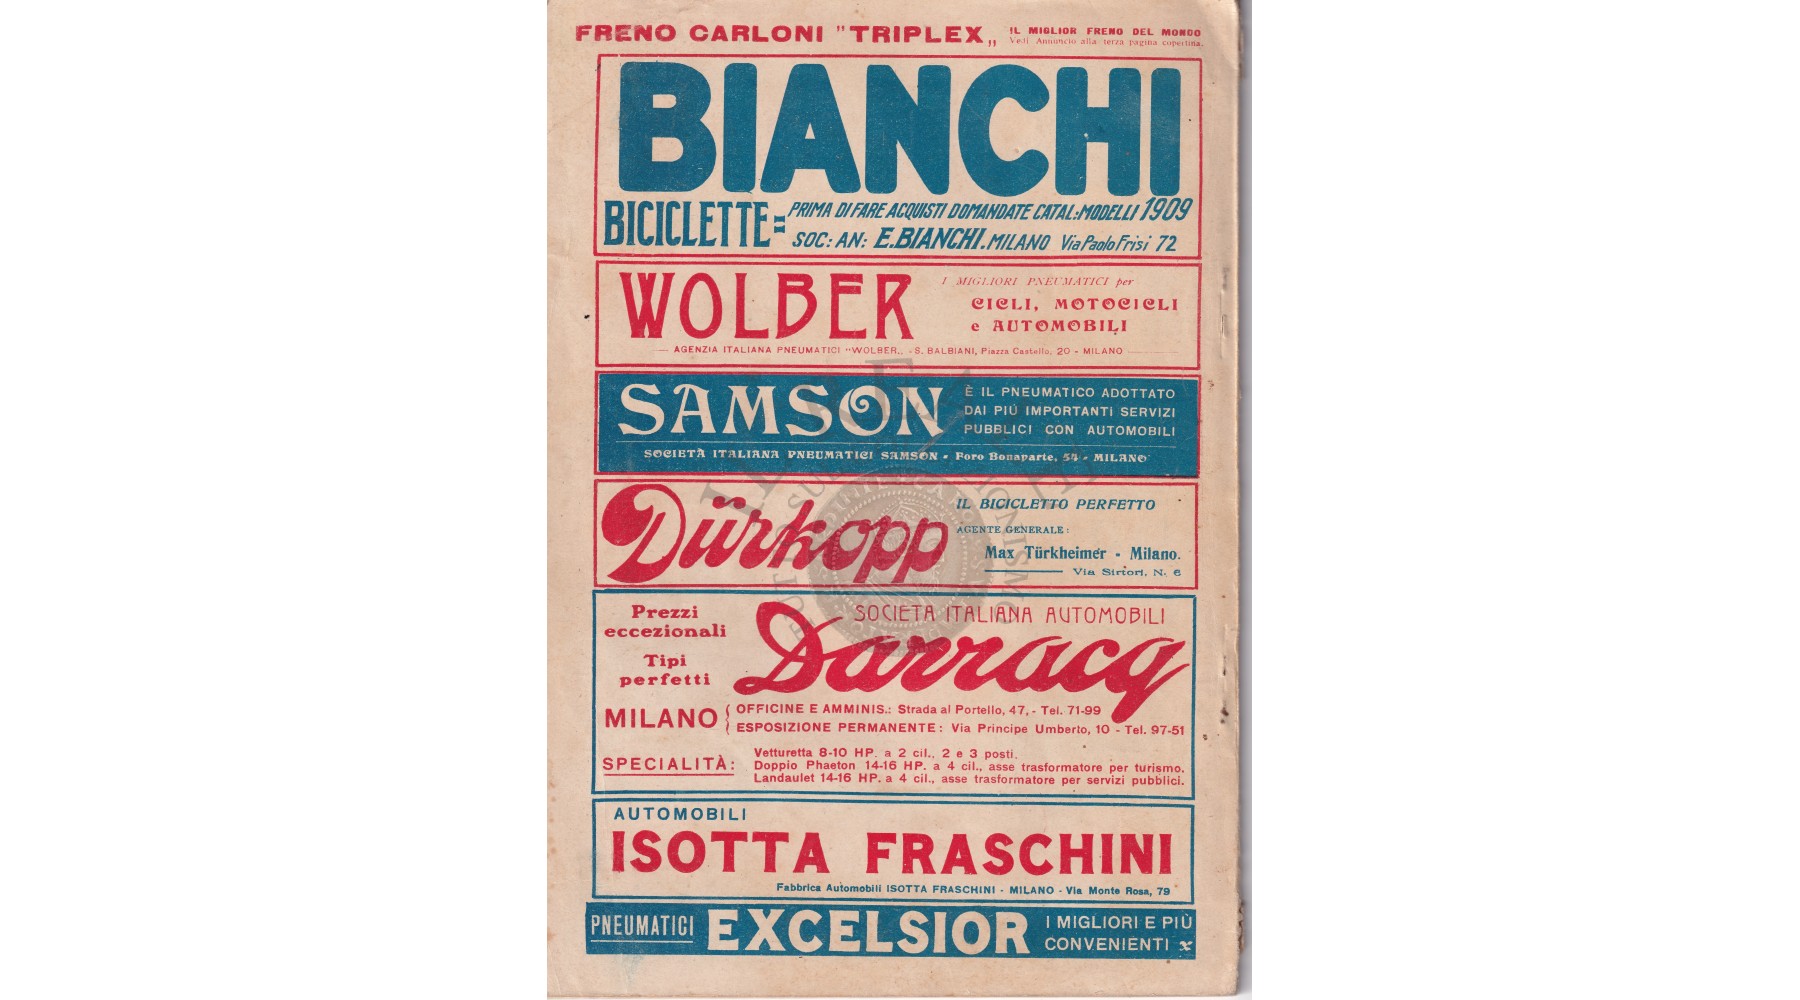 FRENO CARLONI "TRIPLEX„ IL MIGLIOR FRENO DEL MONDO
Vedi Annuncio alla terza pagina copertina.
BIANCHI
BICICLETTE= PRIMA DI FARE ACQUISTI DOMANDATE CATAL: MODELLI 1909
SOC: AN: E. BIANCHI. MILANO Via Paolo Frisi 72
WOLBER
I MIGLIORI PNEUMATICI per
CICLI, MOTOCICLI
e AUTOMOBILI
AGENZIA ITALIANA PNEUMATICI "WOLBER„ - S. BALBIANI, Piazza Castello, 20 - MILANO
SAMSON
È IL PNEUMATICO ADOTTATO
DAI PIÚ IMPORTANTI SERVIZI
PUBBLICI CON AUTOMOBILI
SOCIETÀ ITALIANA PNEUMATICI SAMSON - Foro Bonaparte, 54 - MILANO
Dürkopp
IL BICICLETTO PERFETTO
AGENTE GENERALE:
Max Türkheimer - Milano.
Via Sirtori, N. 6
Prezzi
eccezionali
Tipi
perfetti
SOCIETÀ ITALIANA AUTOMOBILI
Darracq
MILANO { OFFICINE E AMMINIS.: Strada al Portello, 47, - Tel. 71-99
ESPOSIZIONE PERMANENTE: Via Principe Umberto, 10 - Tel. 97-51
SPECIALITÀ:
Vetturetta 8-10 HP. a 2 cil., 2 e 3 posti.
Doppio Phaeton 14-16 HP. a 4 cil., asse trasformatore per turismo.
Landaulet 14-16 HP. a 4 cil., asse trasformatore per servizi pubblici.
AUTOMOBILI
ISOTTA FRASCHINI
Fabbrica Automobili ISOTTA FRASCHINI - MILANO - Via Monte Rosa, 79
PNEUMATICI EXCELSIOR I MIGLIORI E PIÙ
CONVENIENTI x